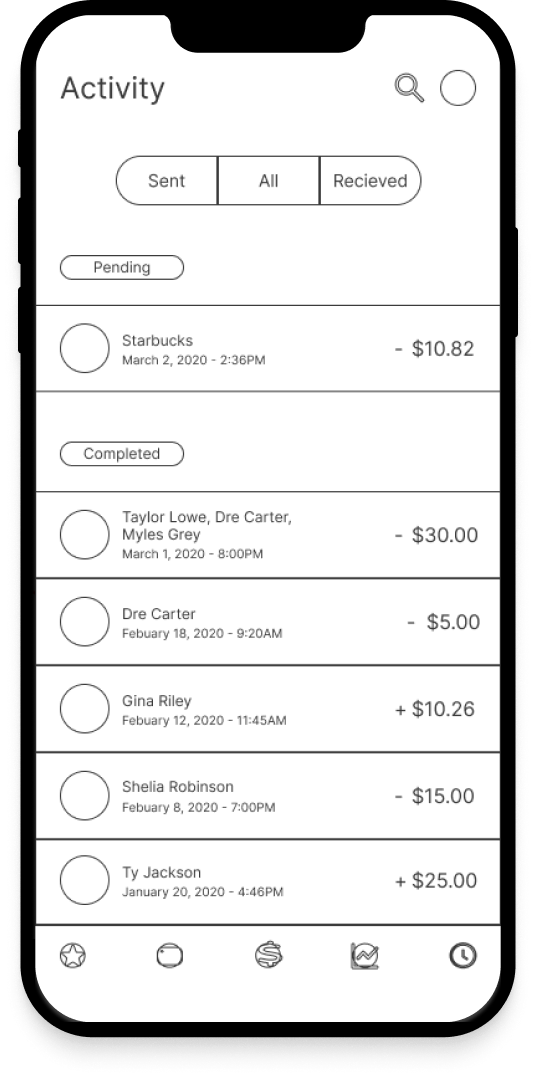 Activity
Sent
All
Recieved
Pending
Starbucks
- $10.82
March 2, 2020 - 2:36PM
Completed
Taylor Lowe, Dre Carter,
Myles Grey
- $30.00
March 1, 2020 - 8:00PM
Dre Carter
- $5.00
Febuary 18, 2020 - 9:20AM
Gina Riley
+ $10.26
Febuary 12, 2020 - 11:45AM
Shelia Robinson
- $15.00
Febuary 8, 2020 - 7:00PM
Ty Jackson
+ $25.00
January 20, 2020 - 4:46PM